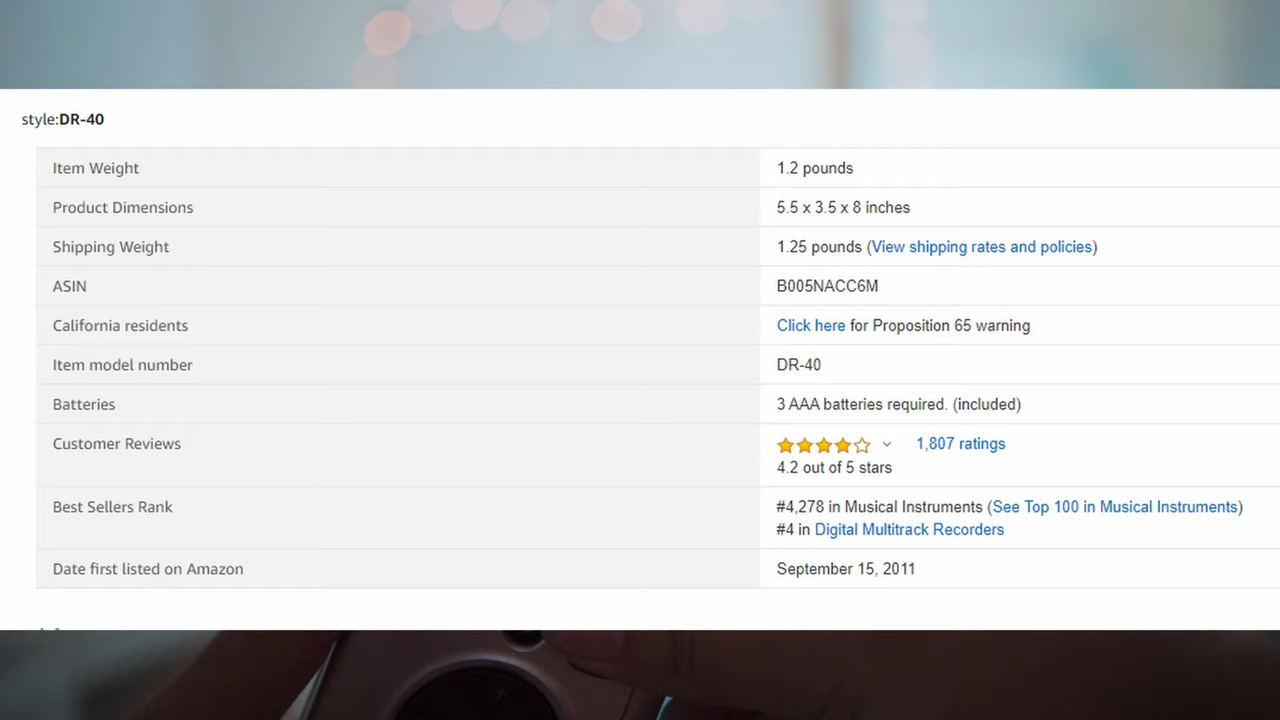 style:DR-40
Item Weight 1.2 pounds
Product Dimensions 5.5 x 3.5 x 8 inches
Shipping Weight 1.25 pounds (View shipping rates and policies)
ASIN B005NACC6M
California residents Click here for Proposition 65 warning
Item model number DR-40
Batteries 3 AAA batteries required. (included)
Customer Reviews 1,807 ratings
4.2 out of 5 stars
Best Sellers Rank #4,278 in Musical Instruments (See Top 100 in Musical Instruments)
#4 in Digital Multitrack Recorders
Date first listed on Amazon September 15, 2011